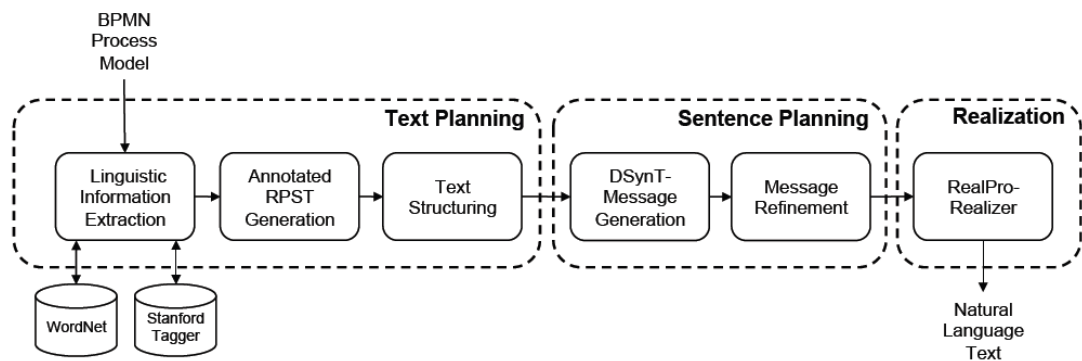 BPMN
Process
Model
Text Planning
Sentence Planning
Realization
Linguistic
Information
Extraction
Annotated
RPST
Generation
Text
Structuring
DSynT-
Message
Generation
Message
Refinement
RealPro-
Realizer
WordNet
Stanford
Tagger
Natural
Language
Text